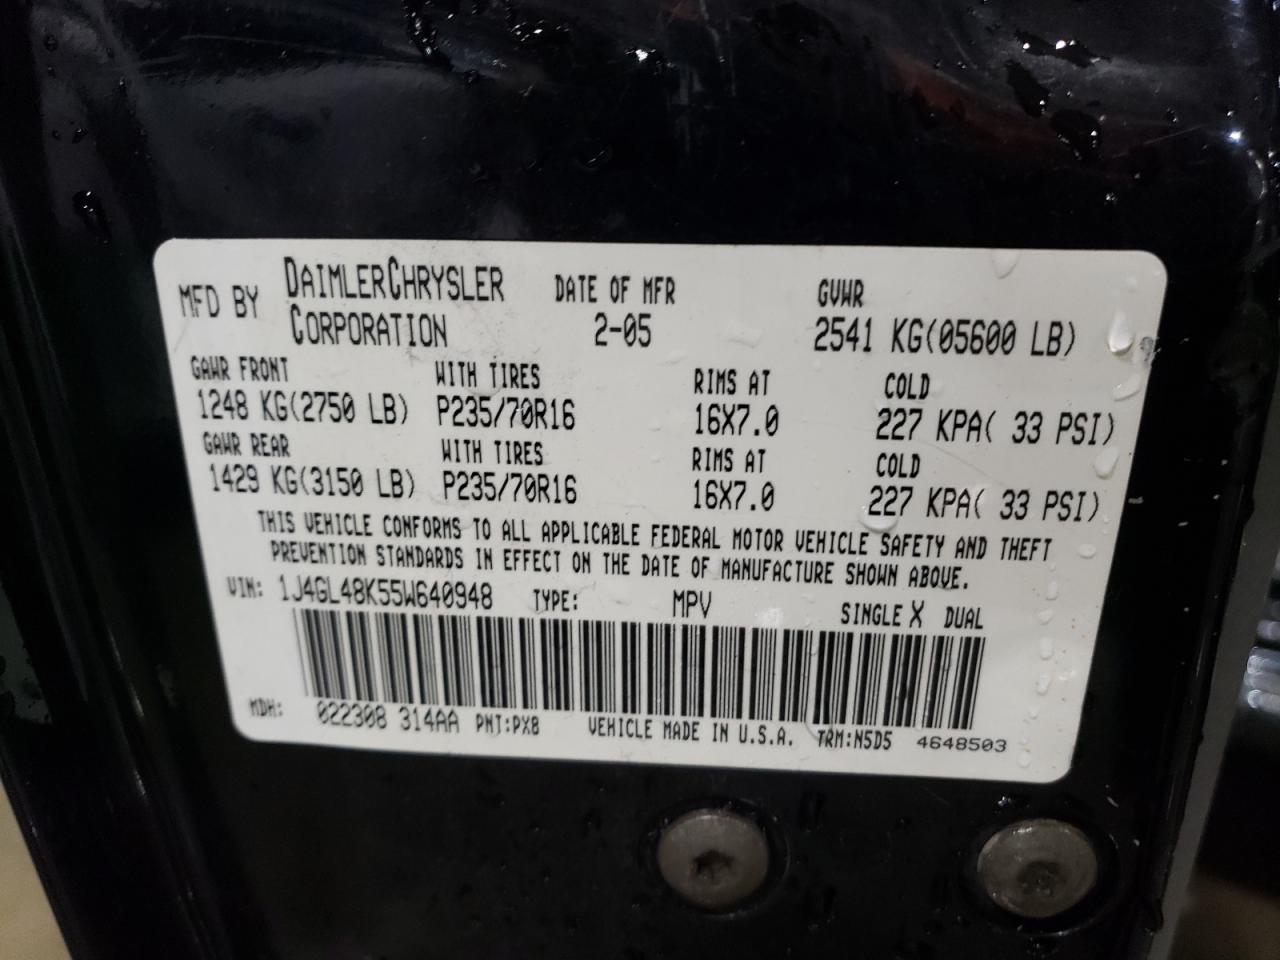 MFD BY DAIMLERCHRYSLER CORPORATION DATE OF MFR 2-05 GVWR 2541 KG(05600 LB)
GAWR FRONT WITH TIRES RIMS AT COLD
1248 KG(2750 LB) P235/70R16 16X7.0 227 KPA( 33 PSI)
GAWR REAR WITH TIRES RIMS AT COLD
1429 KG(3150 LB) P235/70R16 16X7.0 227 KPA( 33 PSI)
THIS VEHICLE CONFORMS TO ALL APPLICABLE FEDERAL MOTOR VEHICLE SAFETY AND THEFT
PREVENTION STANDARDS IN EFFECT ON THE DATE OF MANUFACTURE SHOWN ABOVE.
VIN: 1J4GL48K55W640948 TYPE: MPV SINGLE X DUAL
MDH: 022308 314AA PNT:PX8 VEHICLE MADE IN U.S.A. TRM:N5D5 4648503